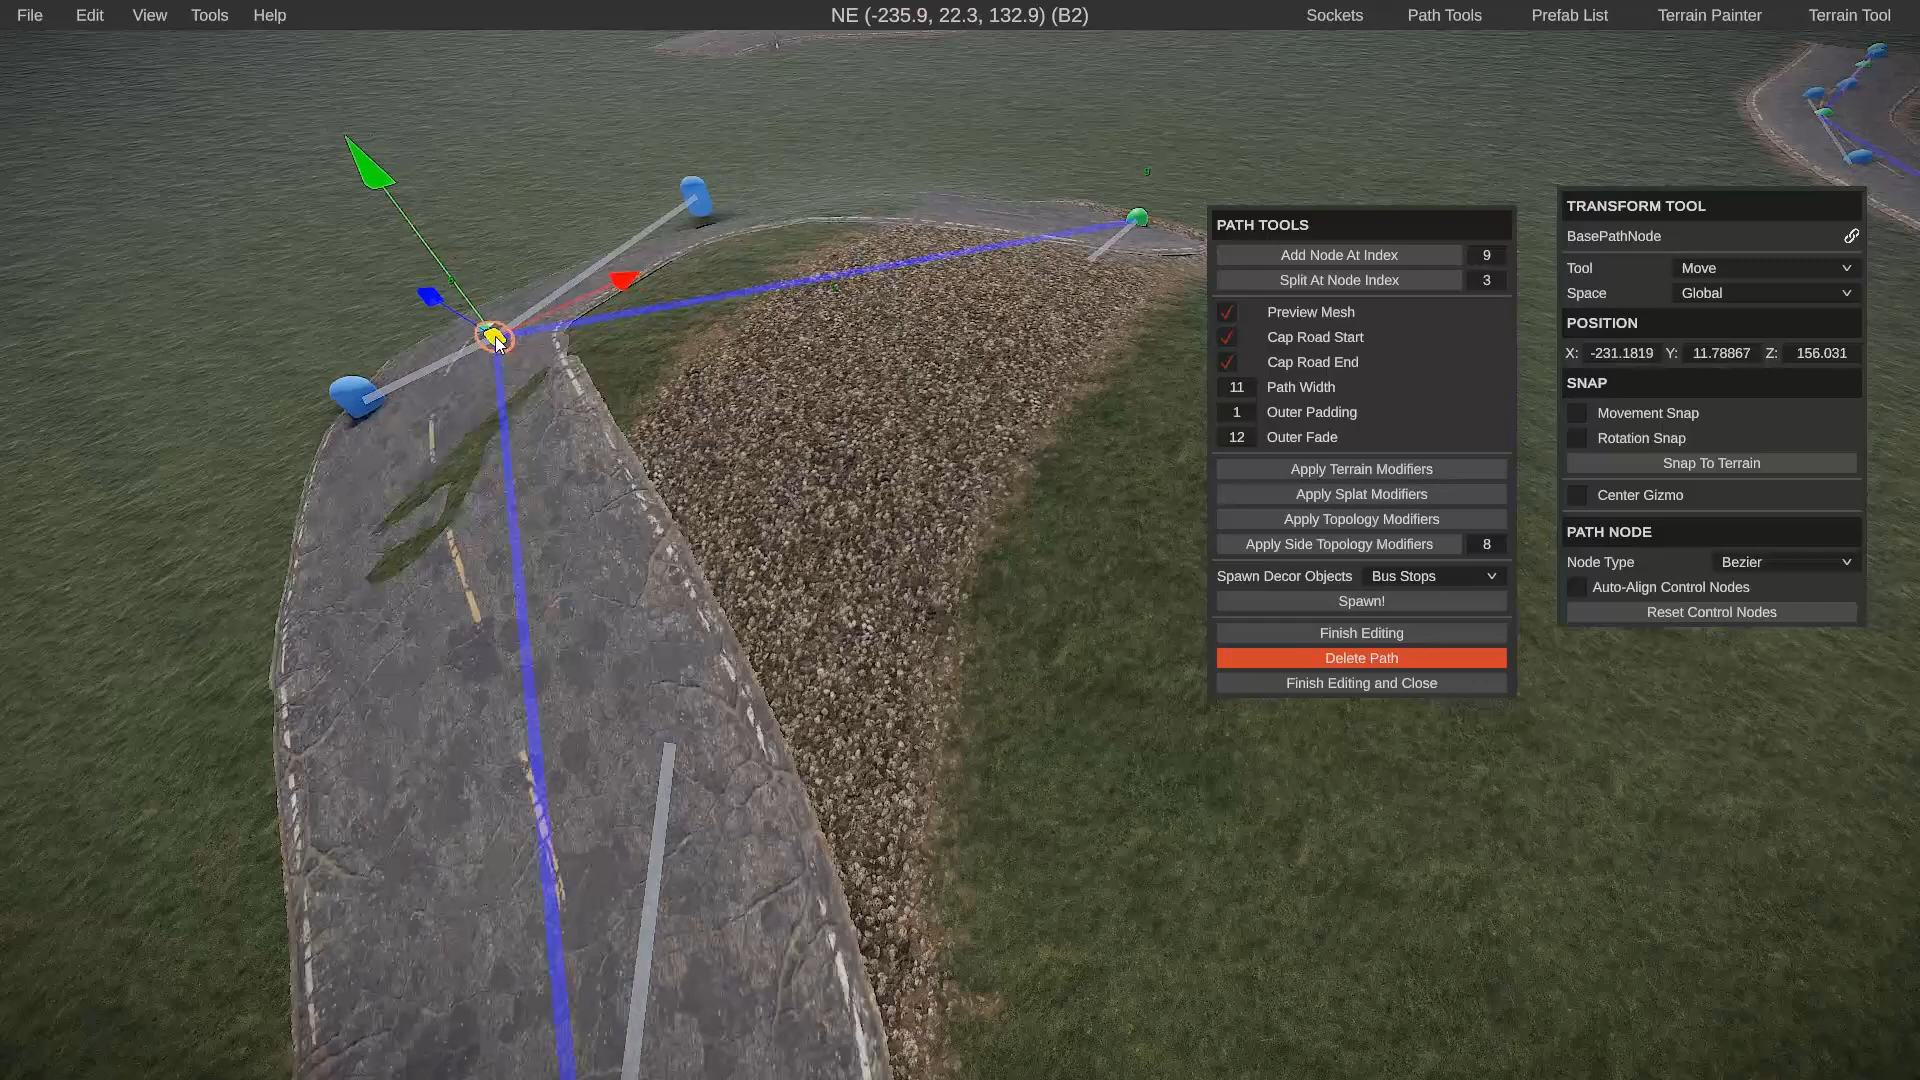 File Edit View Tools Help
NE (-235.9, 22.3, 132.9) (B2)
Sockets Path Tools Prefab List Terrain Painter Terrain Tool
PATH TOOLS
Add Node At Index 9
Split At Node Index 3
Preview Mesh
Cap Road Start
Cap Road End
11 Path Width
1 Outer Padding
12 Outer Fade
Apply Terrain Modifiers
Apply Splat Modifiers
Apply Topology Modifiers
Apply Side Topology Modifiers 8
Spawn Decor Objects Bus Stops
Spawn!
Finish Editing
Delete Path
Finish Editing and Close
TRANSFORM TOOL
BasePathNode
Tool Move
Space Global
POSITION
X: -231.1819 Y: 11.78867 Z: 156.031
SNAP
Movement Snap
Rotation Snap
Snap To Terrain
Center Gizmo
PATH NODE
Node Type Bezier
Auto-Align Control Nodes
Reset Control Nodes